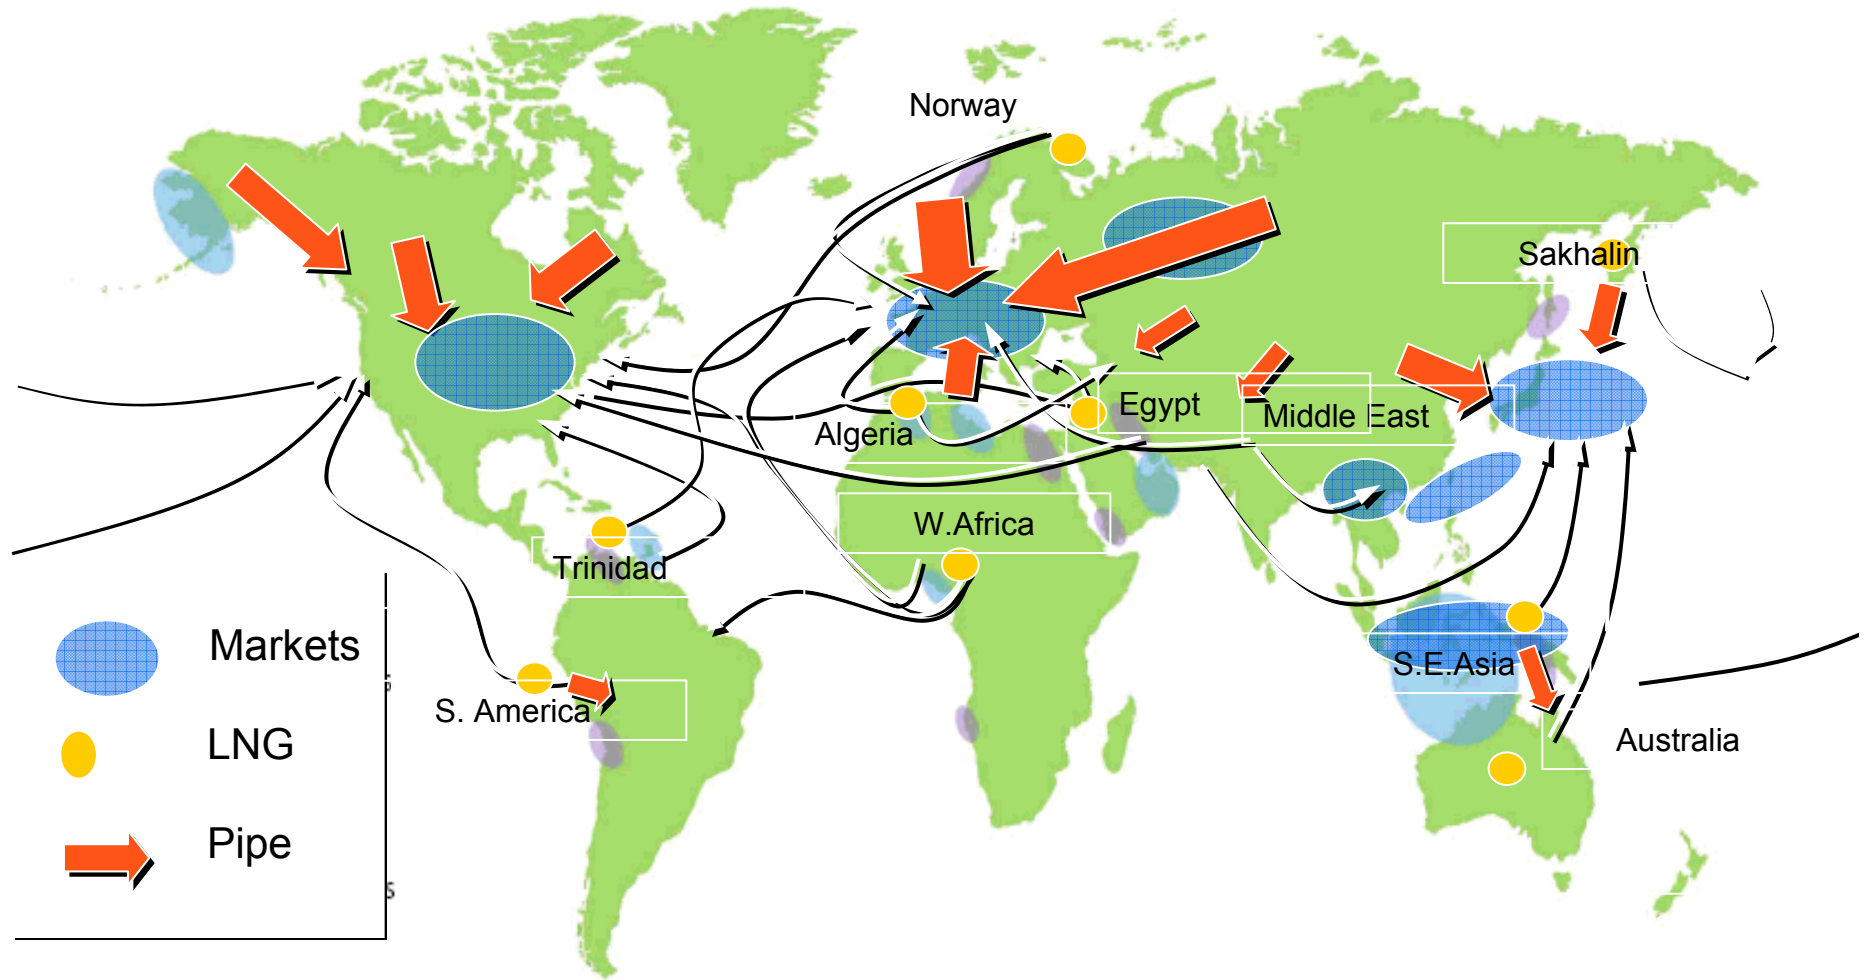 Norway
Sakhalin
Egypt
Middle East
Algeria
W.Africa
Trinidad
S.E.Asia
S. America
Australia
Markets
LNG
Pipe
s